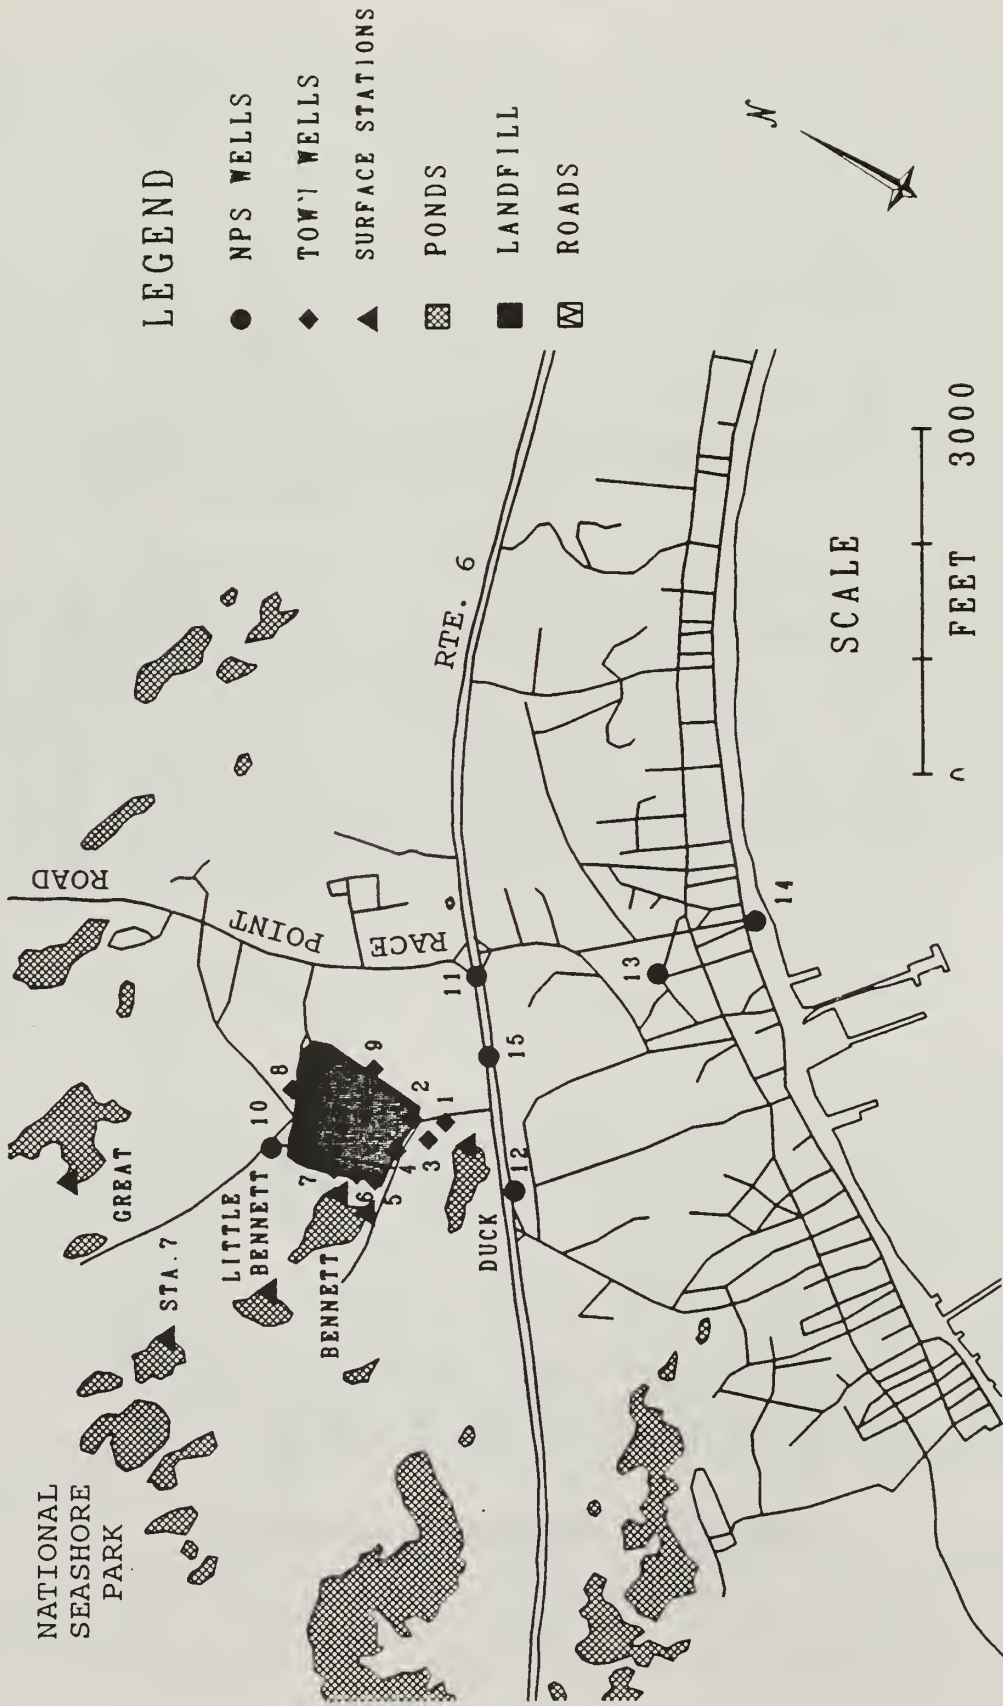 NATIONAL
SEASHORE
PARK
STA. 7
GREAT
LITTLE
BENNETT
BENNETT
DUCK
10
8
7
9
6
5
4
3
2
1
12
15
11
13
14
RACE
POINT
ROAD
RTE. 6
LEGEND
NPS WELLS
TOWN WELLS
SURFACE STATIONS
PONDS
LANDFILL
ROADS
N
SCALE
0
FEET 3000